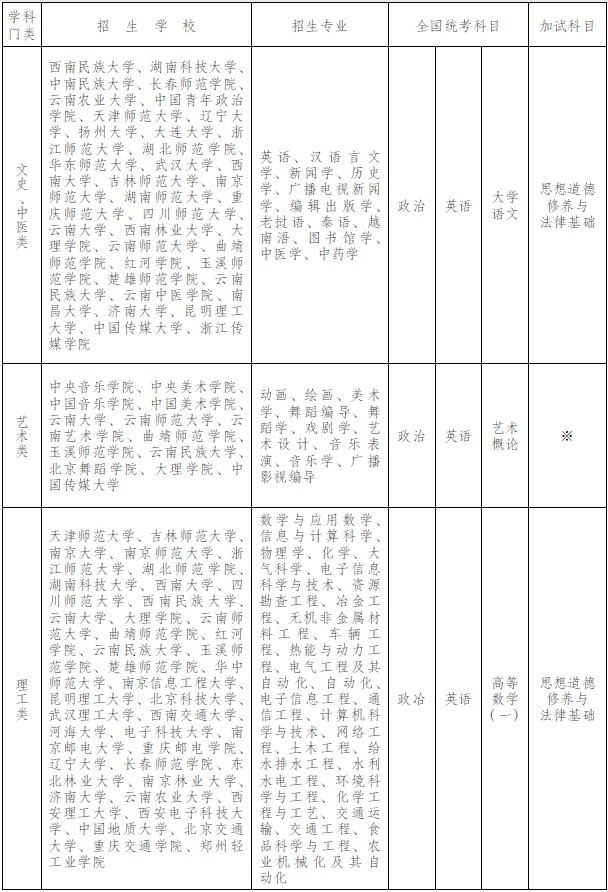 学科门类
招 生 学 校
招生专业
全国统考科目
加试科目
文史、中医类
西南民族大学、湖南科技大学、
中南民族大学、长春师范学院、
云南农业大学、中国青年政治
学院、天津师范大学、辽宁大
学、扬州大学、大连大学、浙
江师范大学、湖北师范学院、
华东师范大学、武汉大学、西
南大学、吉林师范大学、南京
师范大学、湖南师范大学、重
庆师范大学、四川师范大学、
云南大学、西南林业大学、大
理学院、云南师范大学、曲靖
师范学院、红河学院、玉溪师
范学院、楚雄师范学院、云南
民族大学、云南中医学院、南
昌大学、济南大学、昆明理工
大学、中国传媒大学、浙江传
媒学院
英语、汉语言文
学、新闻学、历史
学、广播电视新闻
学、编辑出版学、
老挝语、泰语、越
南浯、图书馆学、
中医学、中药学
政治
英语
大学
语文
思想道德
修养与
法律基础
艺术类
中央音乐学院、中央美术学院、
中国音乐学院、中国美术学院、
云南大学、云南师范大学、云
南艺术学院、曲靖师范学院、
玉溪师范学院、云南民族大学、
北京舞蹈学院、大理学院、中
国传媒大学
动画、绘画、美术
学、舞蹈编导、舞
蹈学、戏剧学、艺
术设计、音乐表
演、音乐学、广播
影视编导
政治
英语
艺术
概论
※
理工类
天津师范大学、吉林师范大学、
南京大学、南京师范大学、浙
江师范大学、湖北师范学院、
湖南科技大学、西南大学、四
川师范大学、西南民族大学、
云南大学、大理学院、云南师
范大学、曲靖师范学院、红河
学院、云南民族大学、玉溪师
范学院、楚雄师范学院、华中
师范大学、南京信息工程大学、
昆明理工大学、北京科技大学、
武汉理工大学、西南交通大学、
河海大学、电子科技大学、南
京邮电大学、重庆邮电学院、
辽宁大学、长春师范学院、东
北林业大学、南京林业大学、
济南大学、云南农业大学、西
安理工大学、西安电子科技大
学、中国地质大学、北京交通
大学、重庆交通学院、郑州轻
工业学院
数学与应用数学、
信息与计算科学、
物理学、化学、大
气科学、电子信息
科学与技术、资源
勘查工程、冶金工
程、无机非金属材
料工程、车辆工程、
热能与动力工程、
电气工程及其
自动化、自动化、
电子信息工程、通
信工程、计算机科
学与技术、网络工
程、土木工程、给
水排水工程、水利
水电工程、环境科
学与工程、化学工
程与工艺、交通运
输、交通工程、食
品科学与工程、农
业机械化及其自
动化
政治
英语
高等
数学
（一）
思想道德
修养与
法律基础